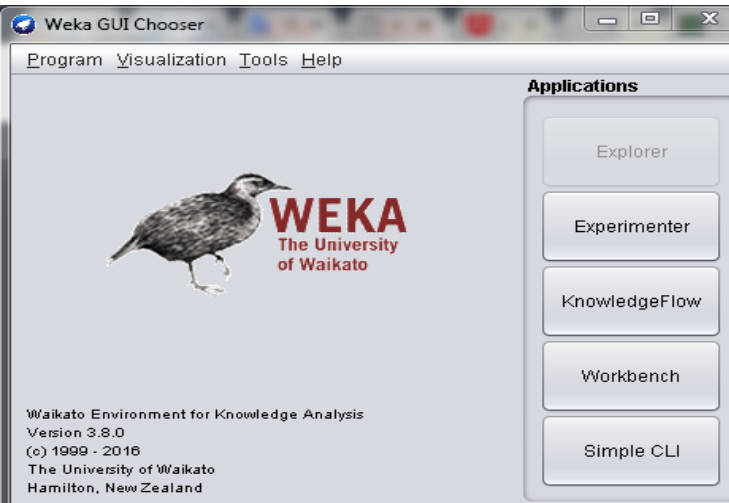 Weka GUI Chooser
Program Visualization Tools Help
Applications
Explorer
Experimenter
KnowledgeFlow
Workbench
Simple CLI
WEKA
The University
of Waikato
Waikato Environment for Knowledge Analysis
Version 3.8.0
(c) 1999 - 2016
The University of Waikato
Hamilton, New Zealand